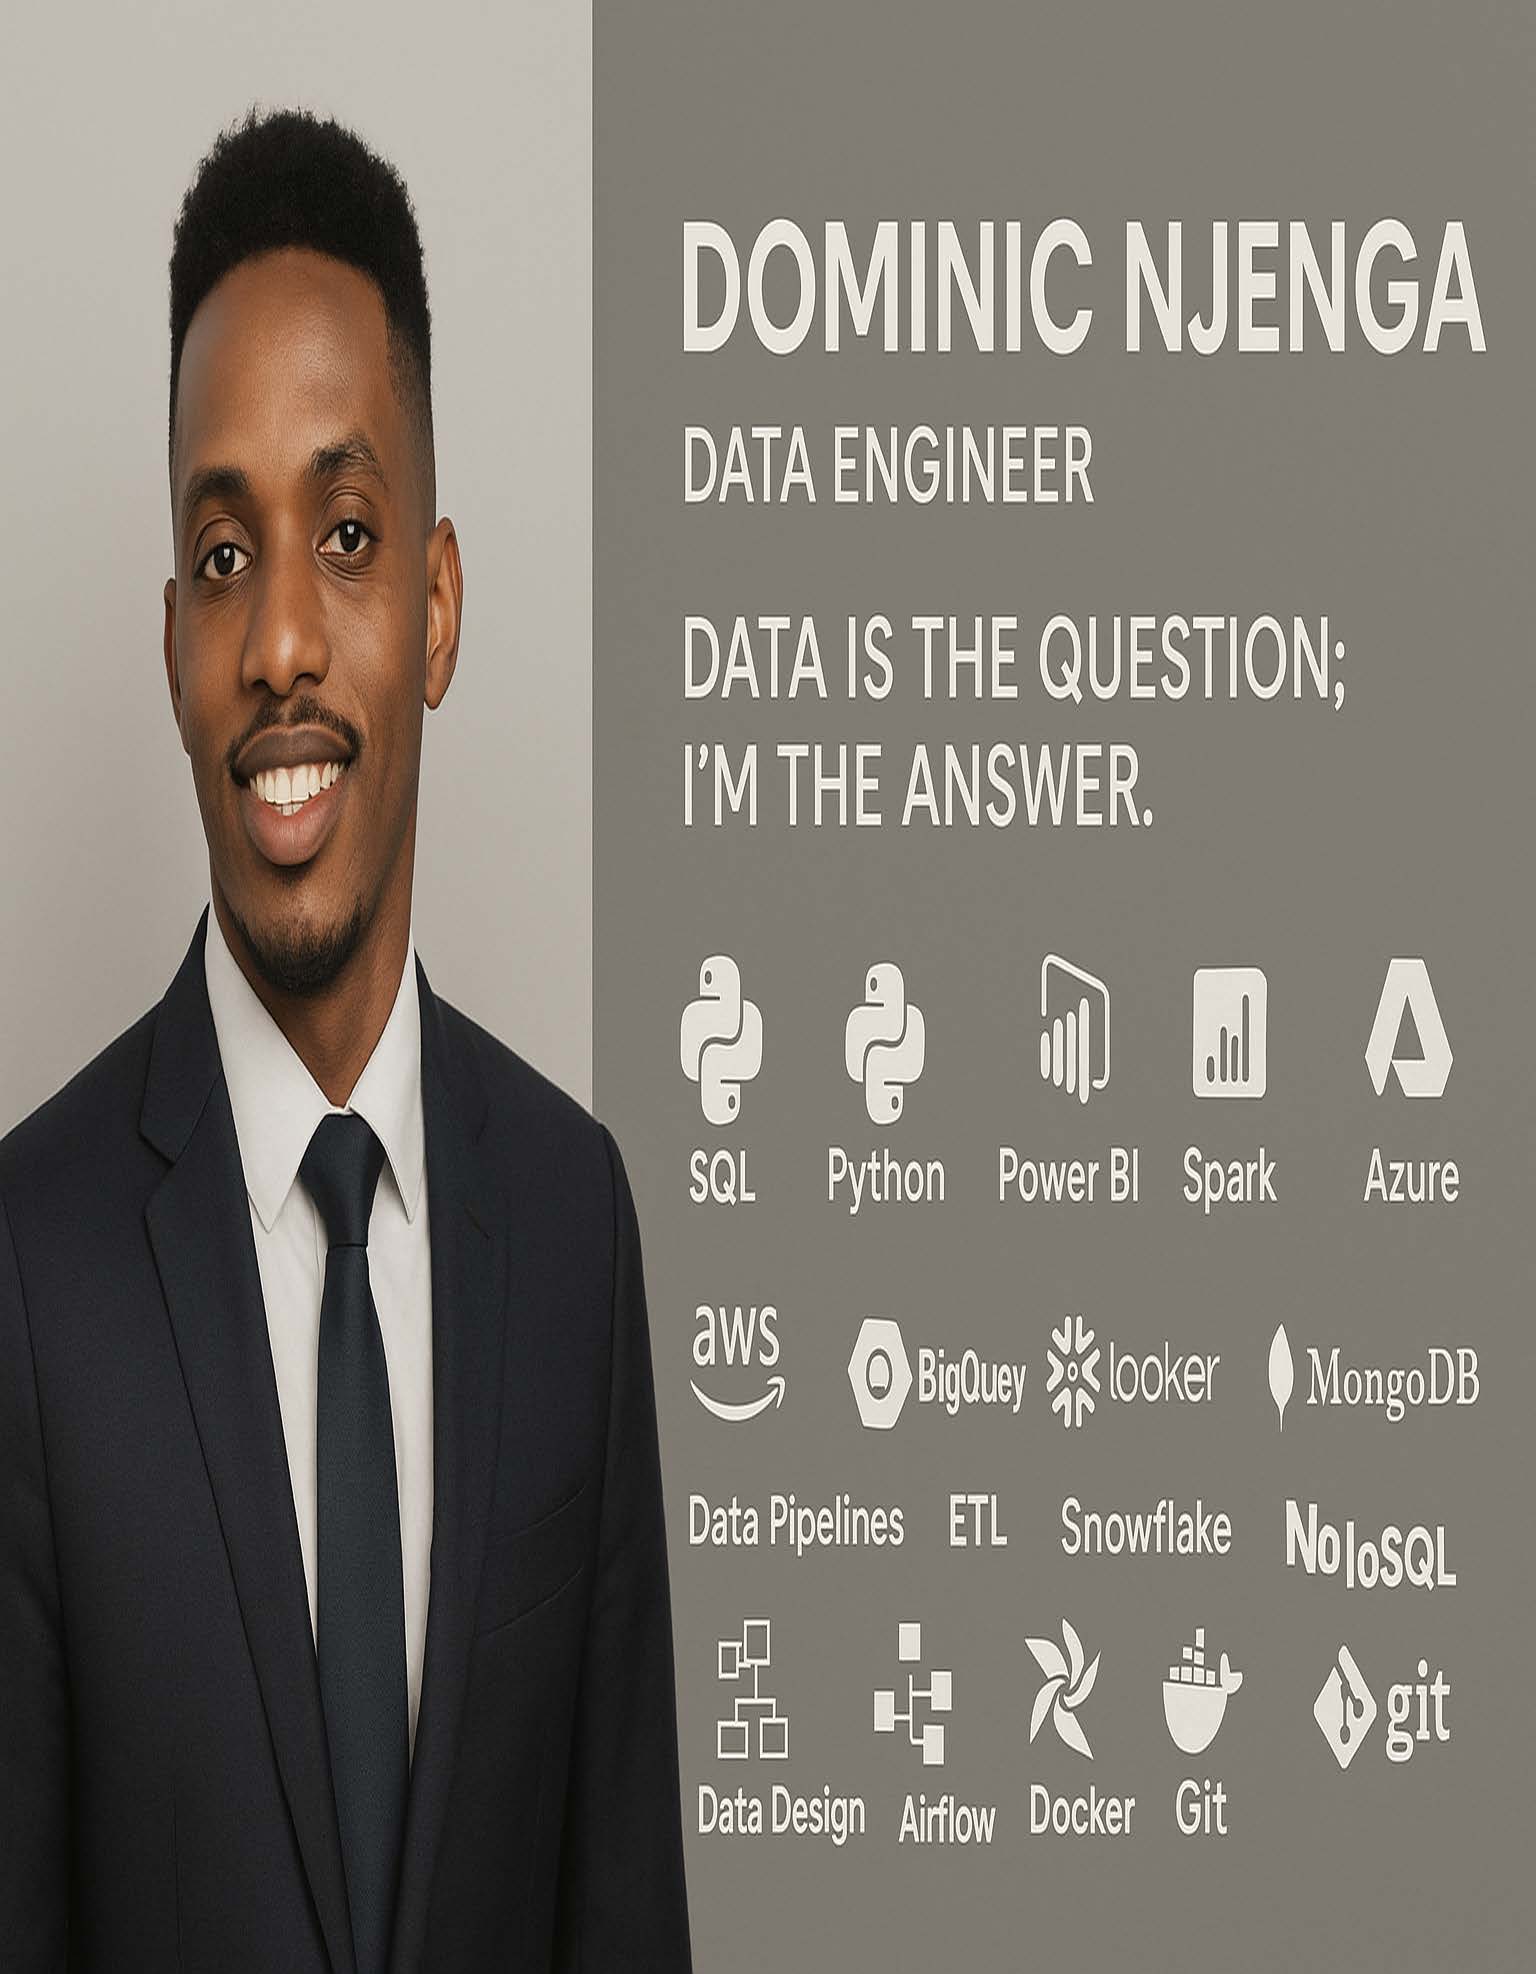 DOMINIC NJENGA
DATA ENGINEER
DATA IS THE QUESTION;
I'M THE ANSWER.
SQL Python Power BI Spark Azure
aws BigQuey looker MongoDB
Data Pipelines ETL Snowflake NoIoSQL
git
Data Design Airflow Docker Git